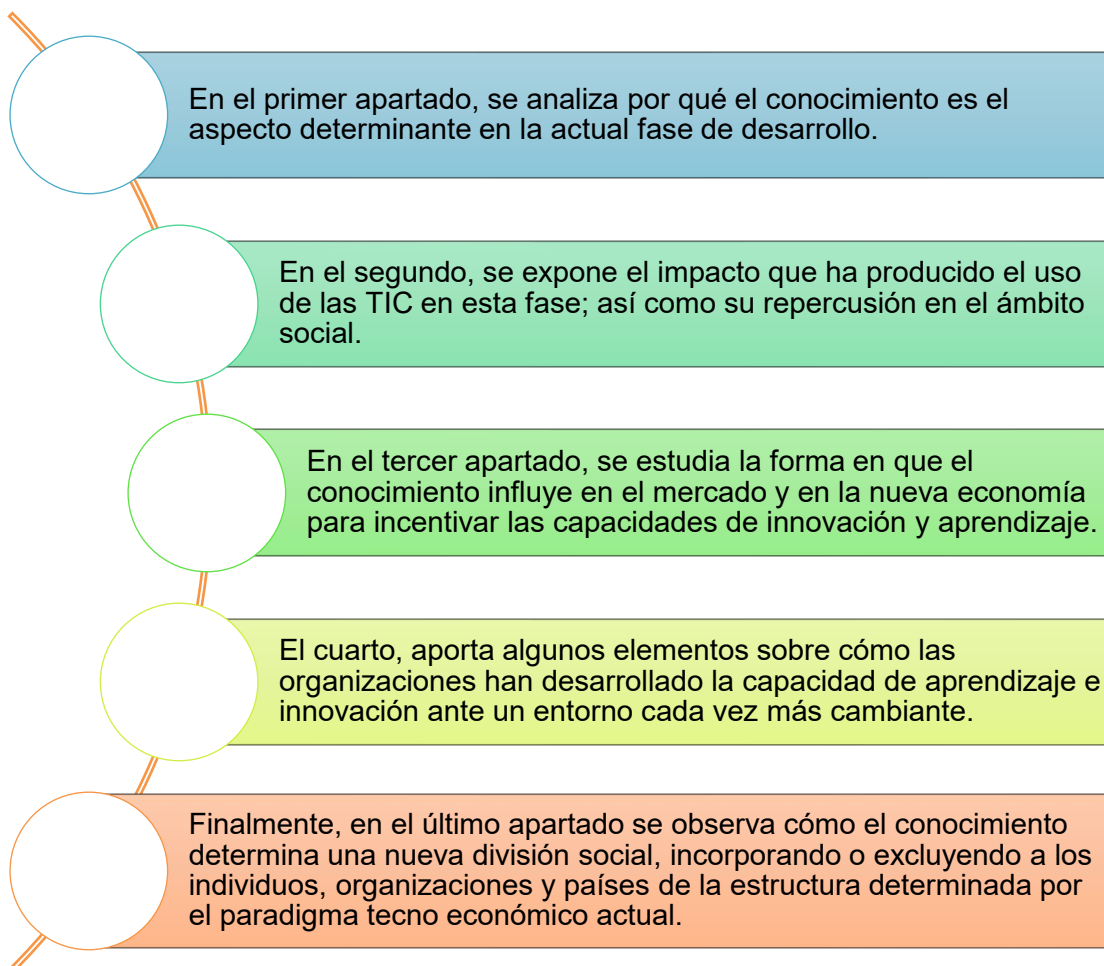 En el primer apartado, se analiza por qué el conocimiento es el
aspecto determinante en la actual fase de desarrollo.
En el segundo, se expone el impacto que ha producido el uso
de las TIC en esta fase; así como su repercusión en el ámbito
social.
En el tercer apartado, se estudia la forma en que el
conocimiento influye en el mercado y en la nueva economía
para incentivar las capacidades de innovación y aprendizaje.
El cuarto, aporta algunos elementos sobre cómo las
organizaciones han desarrollado la capacidad de aprendizaje e
innovación ante un entorno cada vez más cambiante.
Finalmente, en el último apartado se observa cómo el conocimiento
determina una nueva división social, incorporando o excluyendo a los
individuos, organizaciones y países de la estructura determinada por
el paradigma tecno económico actual.